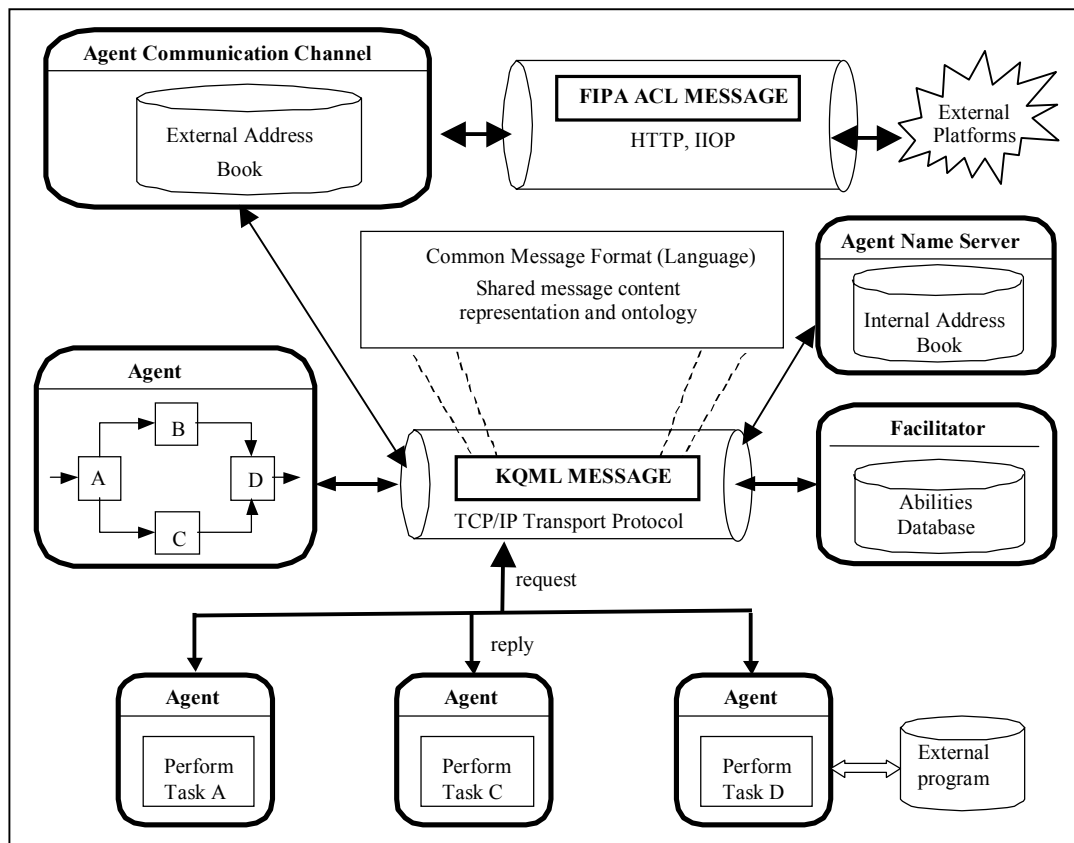 Agent Communication Channel
External Address
Book
FIPA ACL MESSAGE
HTTP, IIOP
External
Platforms
Common Message Format (Language)
Shared message content
representation and ontology
Agent Name Server
Internal Address
Book
Agent
A
B
C
D
KQML MESSAGE
TCP/IP Transport Protocol
Facilitator
Abilities
Database
request
reply
Agent
Perform
Task A
Agent
Perform
Task C
Agent
Perform
Task D
External
program